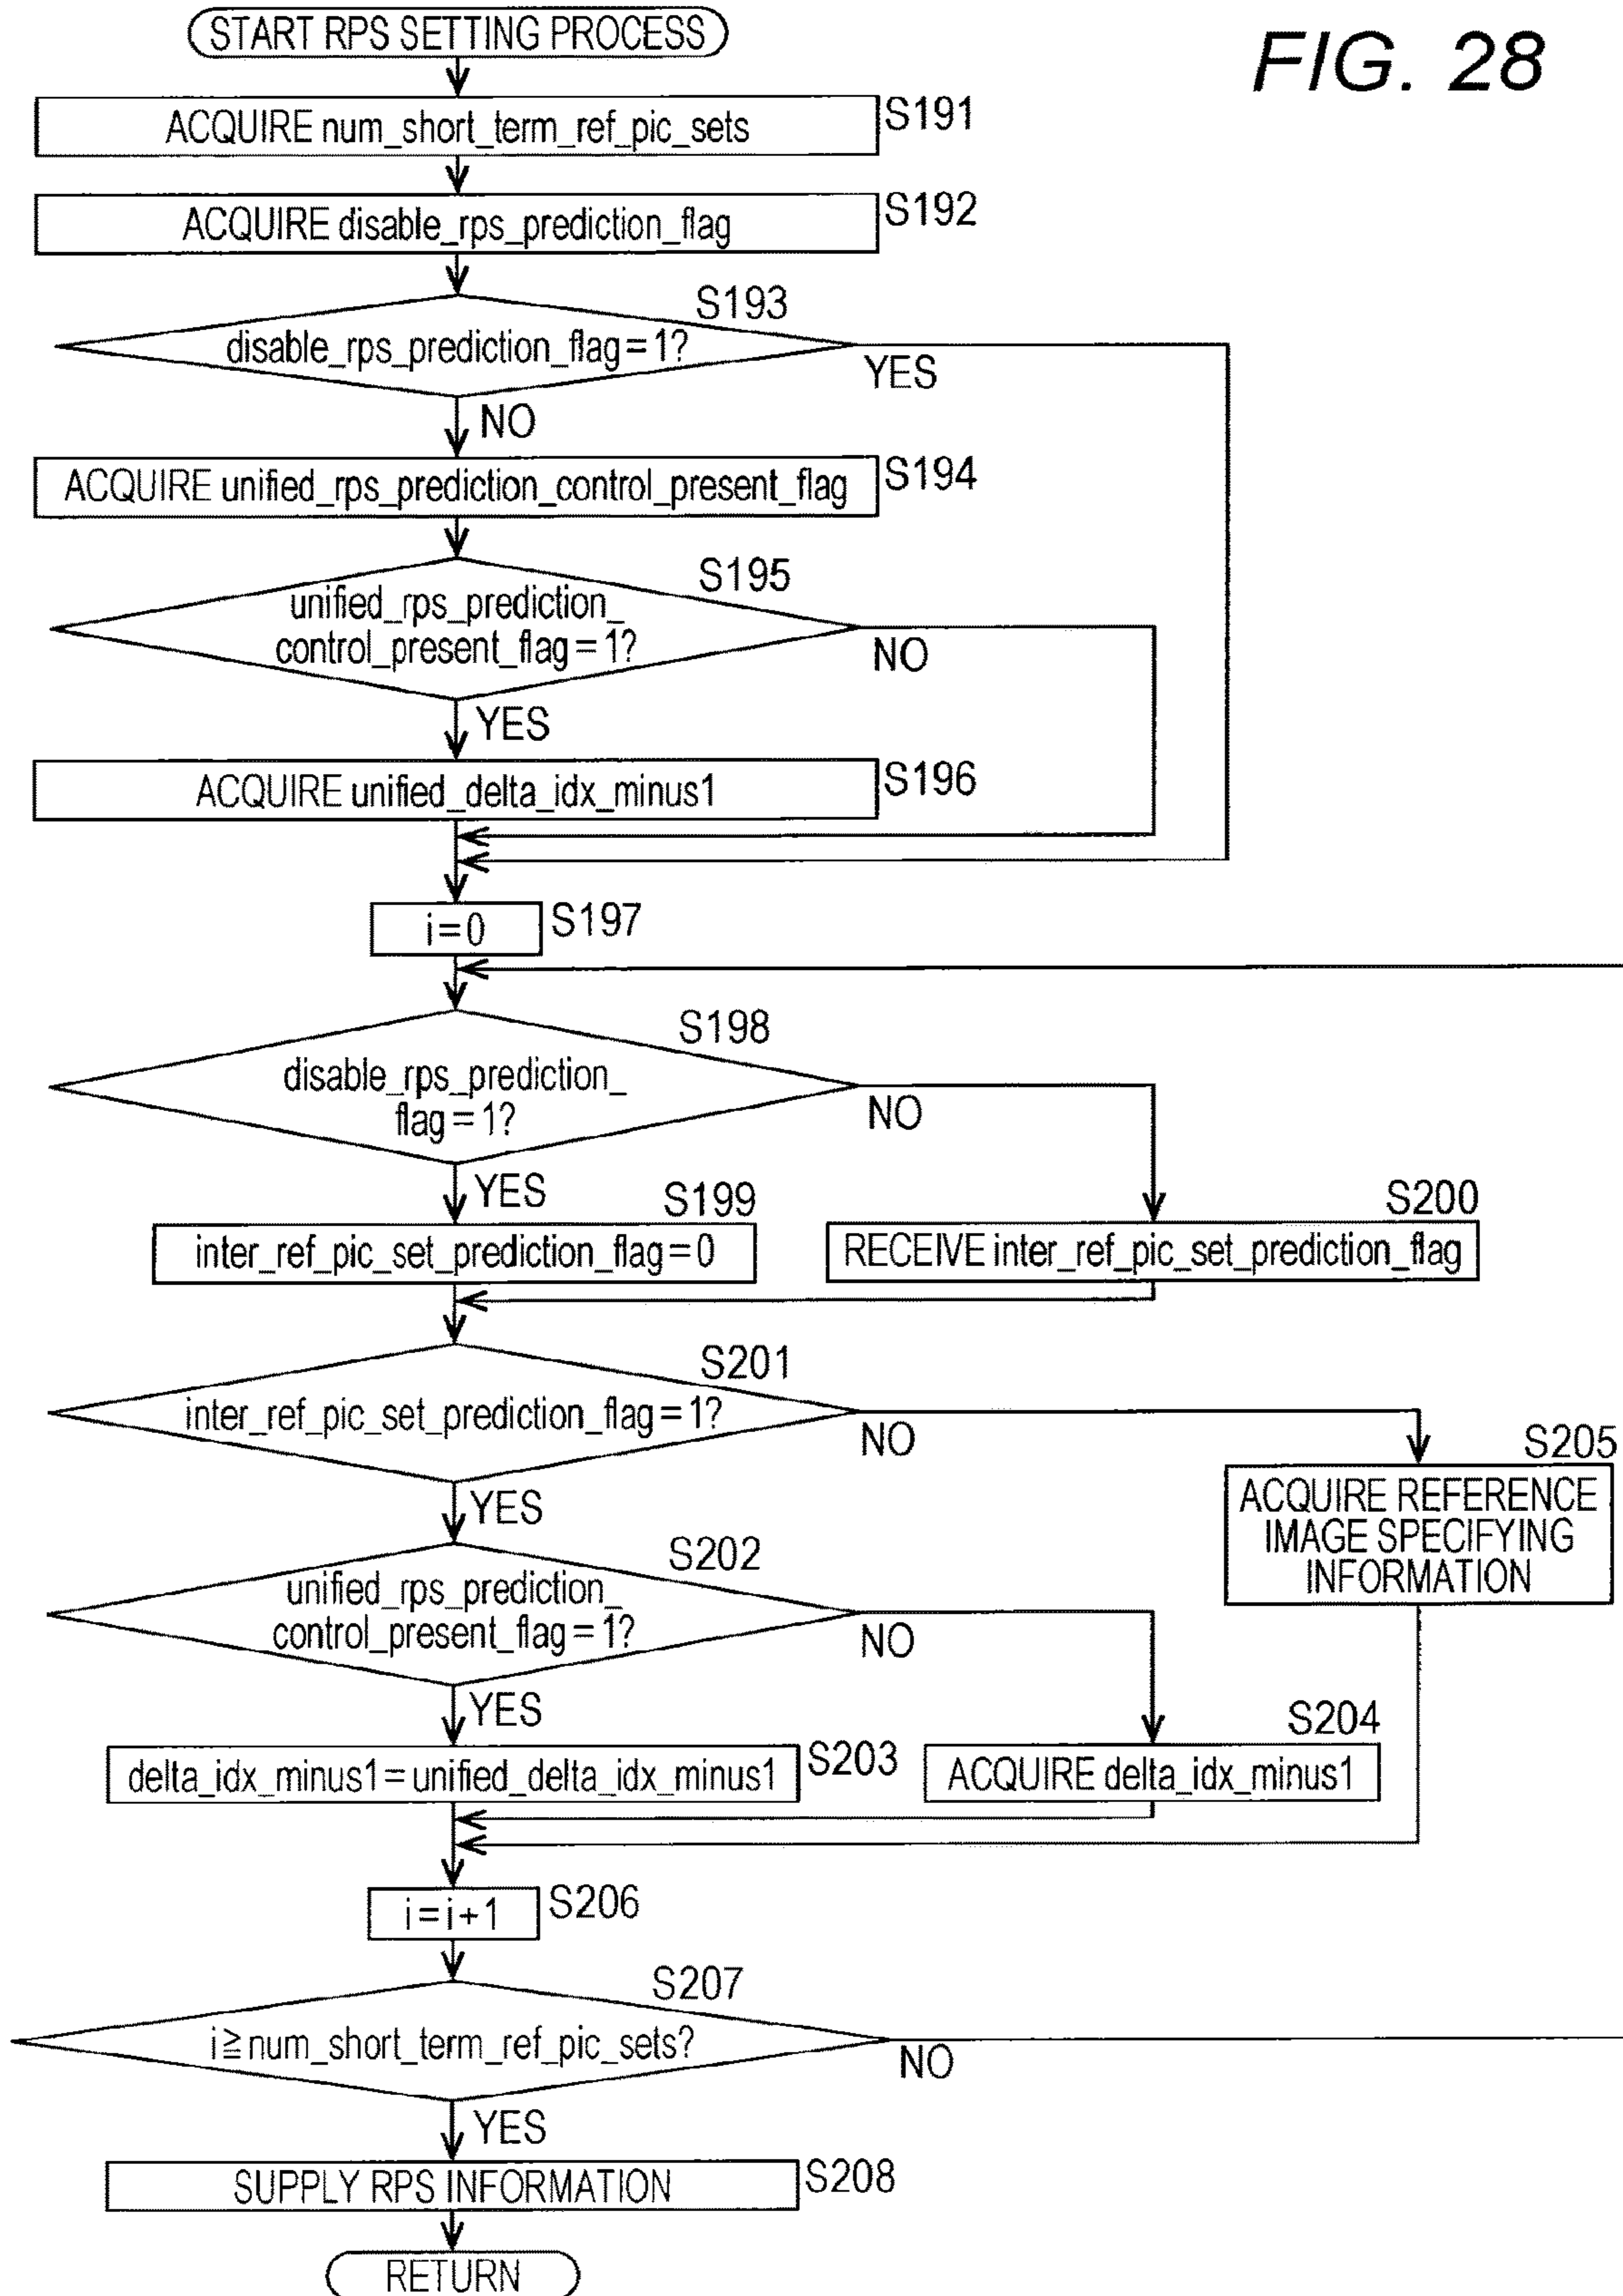 FIG. 28
START RPS SETTING PROCESS
ACQUIRE num_short_term_ref_pic_sets
S191
ACQUIRE disable_rps_prediction_flag
S192
S193
disable_rps_prediction_flag = 1?
YES
NO
ACQUIRE unified_rps_prediction_control_present_flag
S194
S195
unified_rps_prediction_
control_present_flag = 1?
NO
YES
ACQUIRE unified_delta_idx_minus1
S196
i=0
S197
S198
disable_rps_prediction_
flag = 1?
NO
YES
S199
inter_ref_pic_set_prediction_flag=0
S200
RECEIVE inter_ref_pic_set_prediction_flag
S201
inter_ref_pic_set_prediction_flag = 1?
NO
YES
S205
ACQUIRE REFERENCE
IMAGE SPECIFYING
INFORMATION
S202
unified_rps_prediction_
control_present_flag = 1?
NO
YES
delta_idx_minus1=unified_delta_idx_minus1
S203
S204
ACQUIRE delta_idx_minus1
i=i+1
S206
S207
i≧num_short_term_ref_pic_sets?
NO
YES
SUPPLY RPS INFORMATION
S208
RETURN